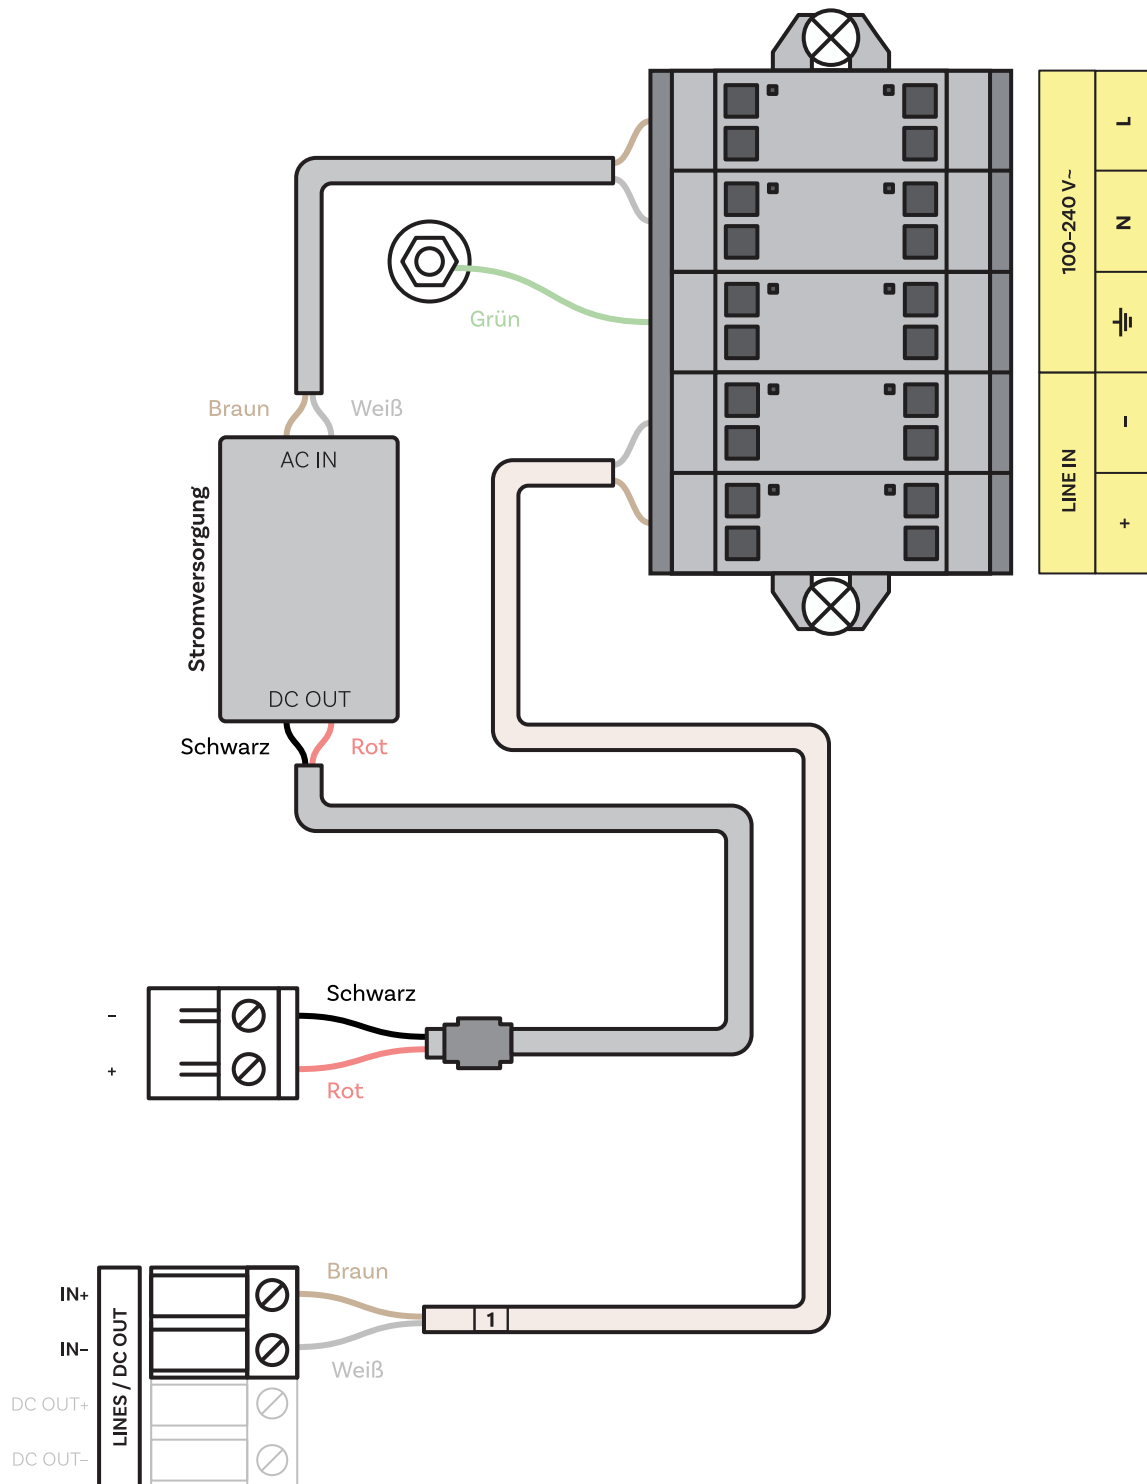 L
N
100–240 V~
–
+
LINE IN
Grün
Braun
Weiß
AC IN
Stromversorgung
DC OUT
Schwarz
Rot
Schwarz
–
+
Rot
Braun
IN+
1
IN–
Weiß
LINES / DC OUT
DC OUT+
DC OUT–